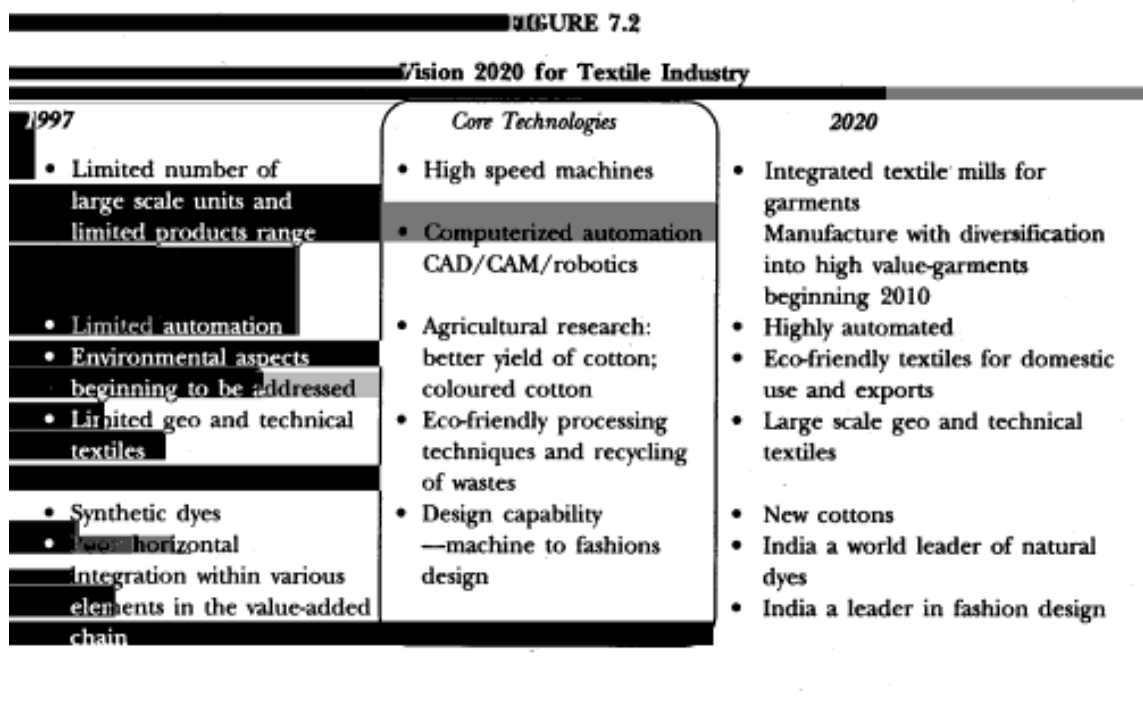 FIGURE 7.2
Vision 2020 for Textile Industry
1997
• Limited number of
large scale units and
limited products range
• Limited automation
• Environmental aspects
beginning to be addressed
• Limited geo and technical
textiles
• Synthetic dyes
• Poor horizontal
integration within various
elements in the value-added
chain
Core Technologies
• High speed machines
• Computerized automation
CAD/CAM/robotics
• Agricultural research:
better yield of cotton;
coloured cotton
• Eco-friendly processing
techniques and recycling
of wastes
• Design capability
—machine to fashions
design
2020
• Integrated textile mills for
garments
Manufacture with diversification
into high value-garments
beginning 2010
• Highly automated
• Eco-friendly textiles for domestic
use and exports
• Large scale geo and technical
textiles
• New cottons
• India a world leader of natural
dyes
• India a leader in fashion design